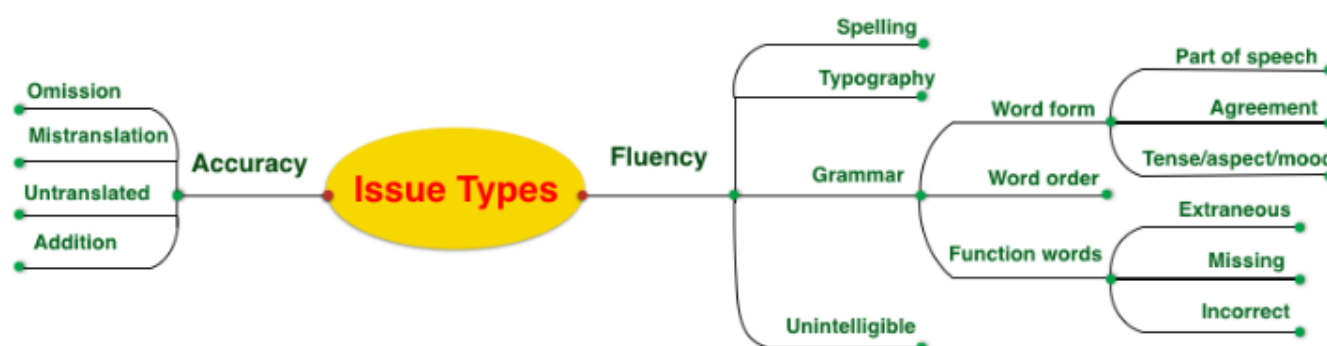 Issue Types
Accuracy
Omission
Mistranslation
Untranslated
Addition
Fluency
Spelling
Typography
Grammar
Word form
Part of speech
Agreement
Tense/aspect/mood
Word order
Function words
Extraneous
Missing
Incorrect
Unintelligible